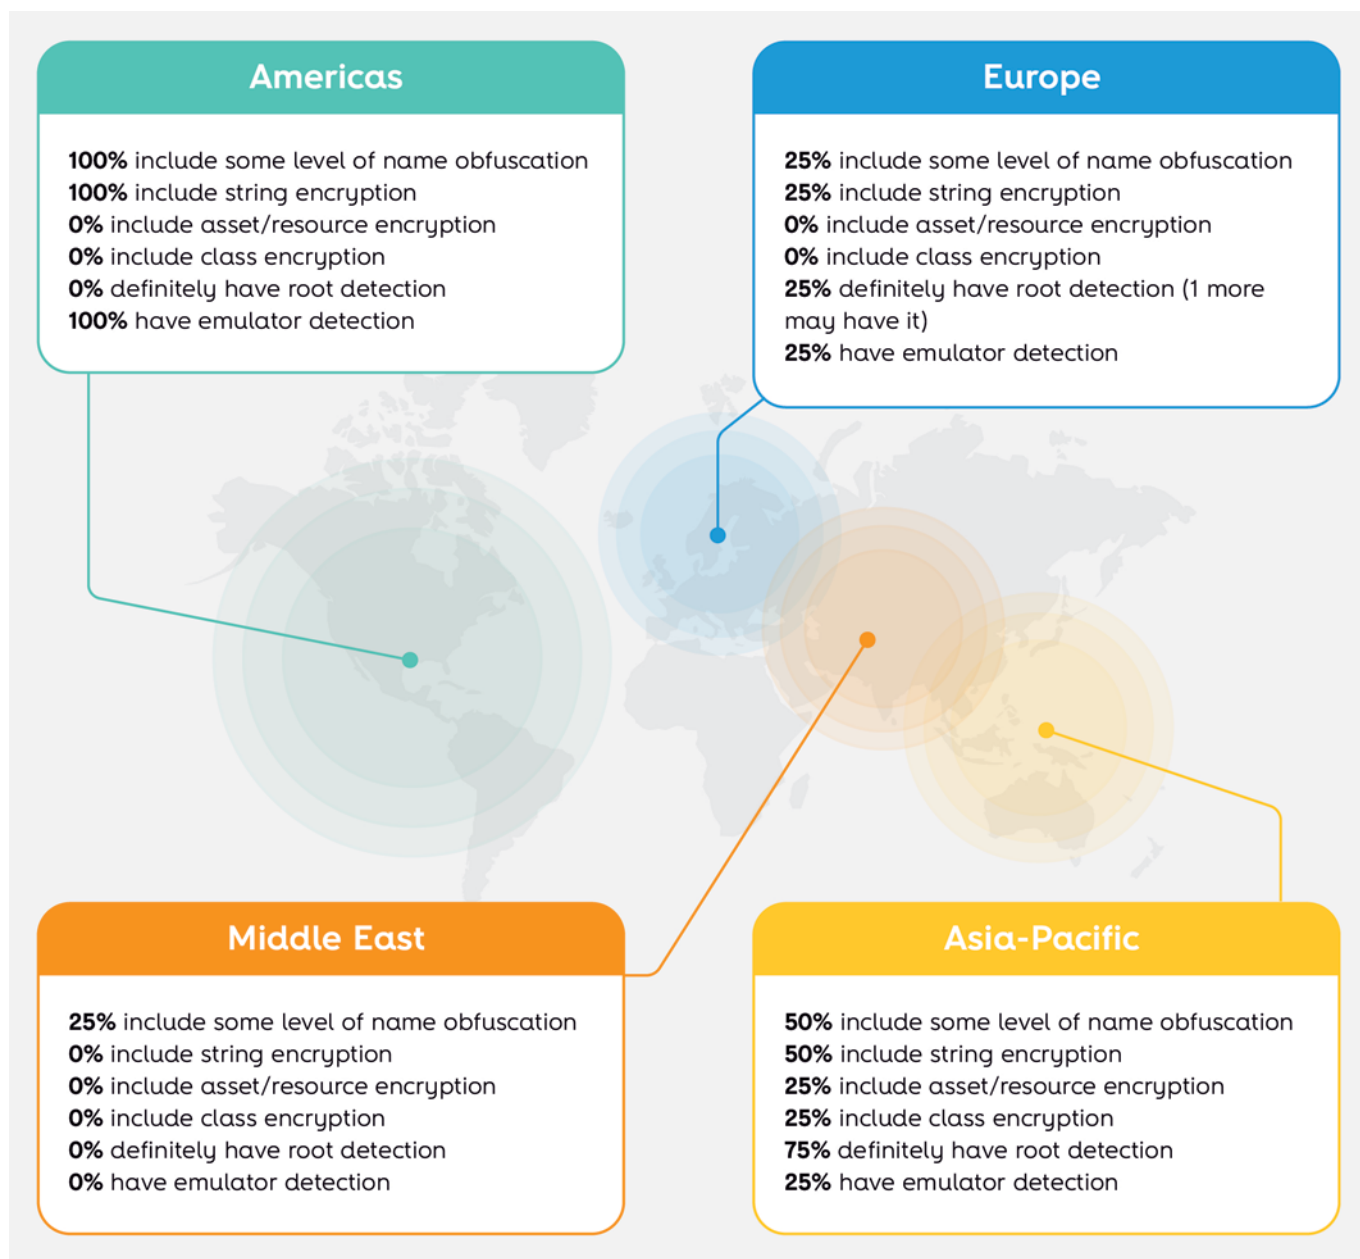 Americas
100% include some level of name obfuscation
100% include string encryption
0% include asset/resource encryption
0% include class encryption
0% definitely have root detection
100% have emulator detection
Europe
25% include some level of name obfuscation
25% include string encryption
0% include asset/resource encryption
0% include class encryption
25% definitely have root detection (1 more
may have it)
25% have emulator detection
Middle East
25% include some level of name obfuscation
0% include string encryption
0% include asset/resource encryption
0% include class encryption
0% definitely have root detection
0% have emulator detection
Asia-Pacific
50% include some level of name obfuscation
50% include string encryption
25% include asset/resource encryption
25% include class encryption
75% definitely have root detection
25% have emulator detection